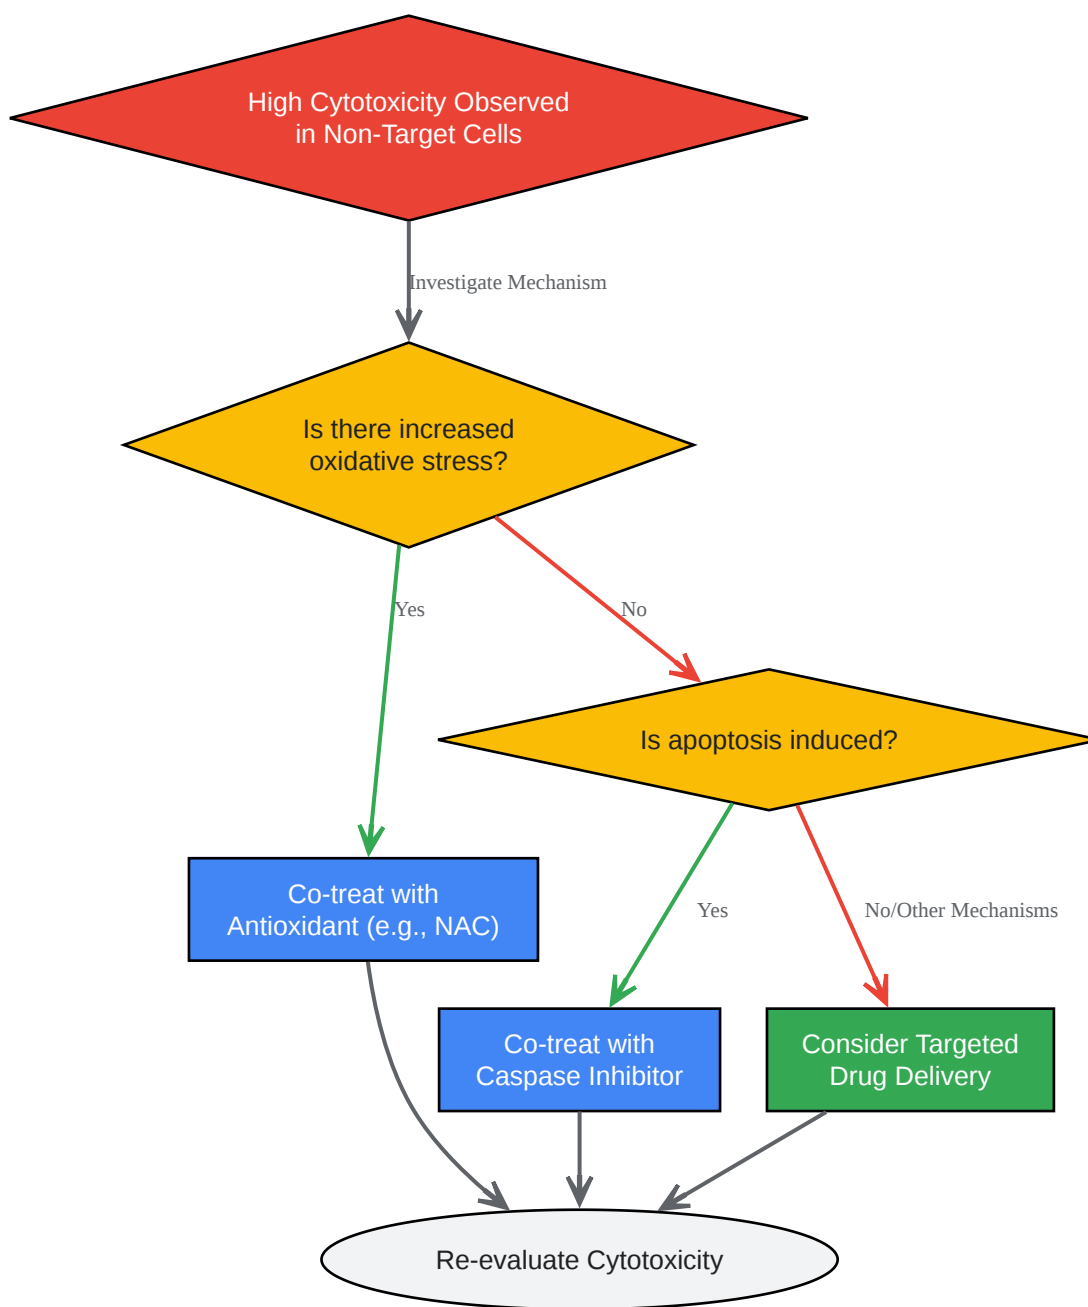 High Cytotoxicity Observed
in Non-Target Cells
Investigate Mechanism
Is there increased
oxidative stress?
Yes
No
Is apoptosis induced?
Co-treat with
Antioxidant (e.g., NAC)
Yes
No/Other Mechanisms
Co-treat with
Caspase Inhibitor
Consider Targeted
Drug Delivery
Re-evaluate Cytotoxicity